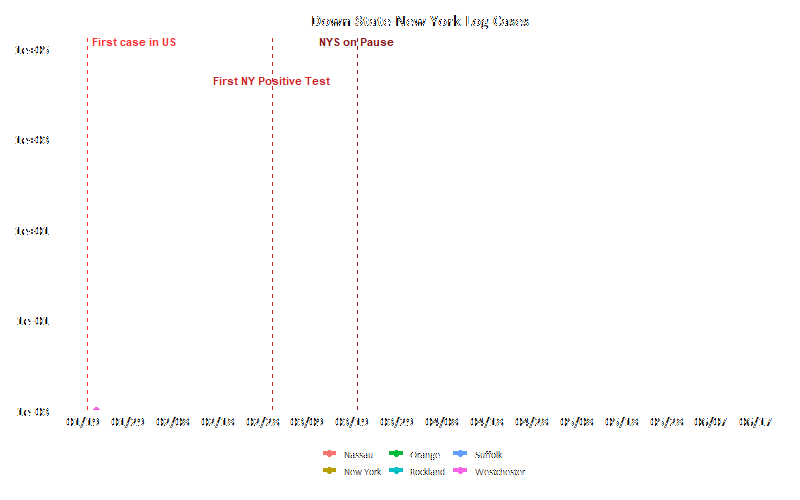 Down State New York Log Cases
First case in US
NYS on Pause
First NY Positive Test
01/19 01/29 02/08 02/18 02/28 03/09 03/19 03/29 04/08 04/18 04/28 05/08 05/18 05/28 06/07 06/17
Nassau Orange Suffolk
New York Rockland Westchester